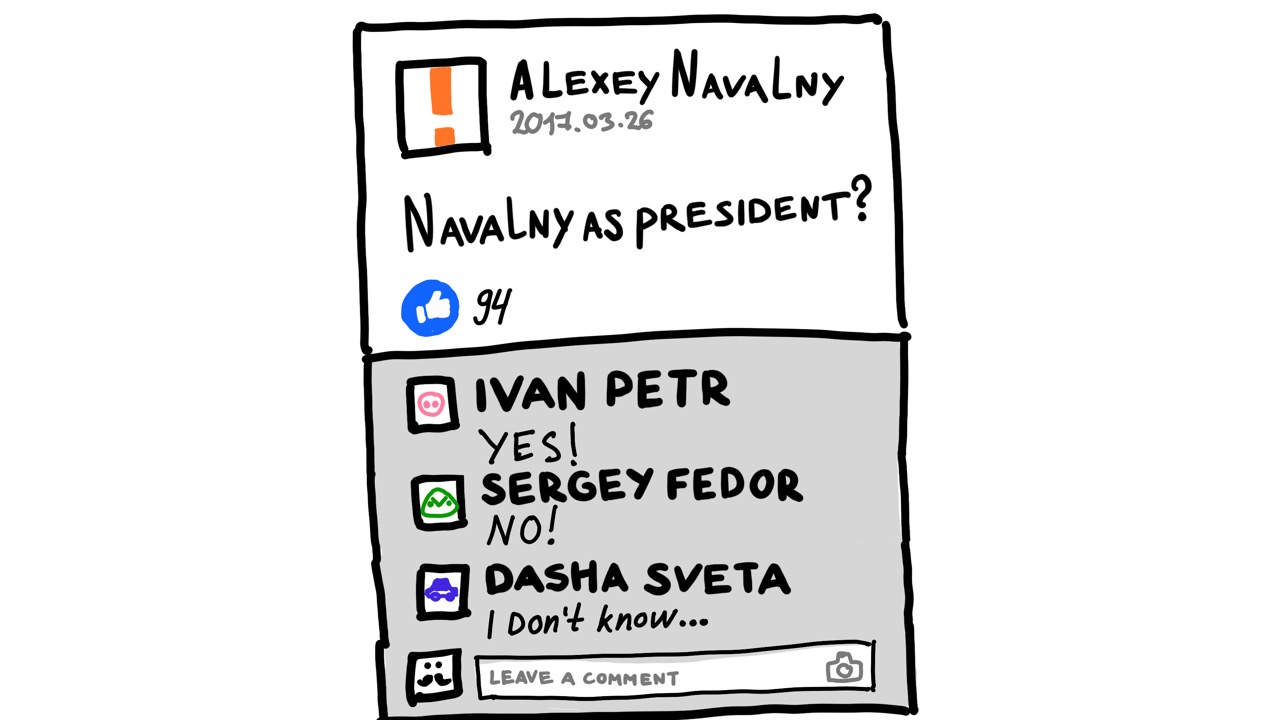 ALEXEY NAVALNY
2017.03.26
NAVALNY AS PRESIDENT?
94
IVAN PETR
YES!
SERGEY FEDOR
NO!
DASHA SVETA
I DON'T KNOW...
LEAVE A COMMENT